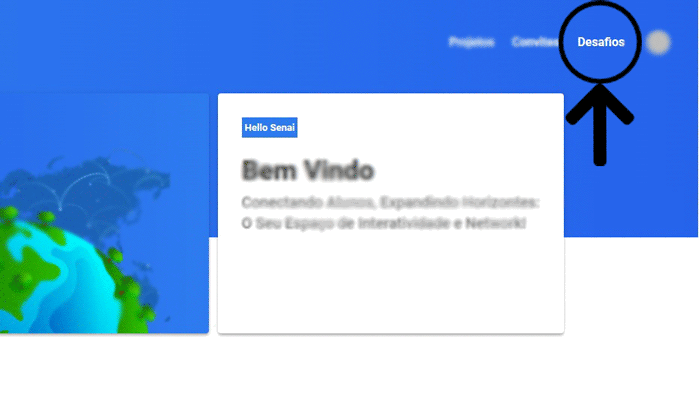 Projetos Convites Desafios
Hello Senai
Bem Vindo
Conectando Alunos, Expandindo Horizontes:
O Seu Espaço de Interatividade e Network!